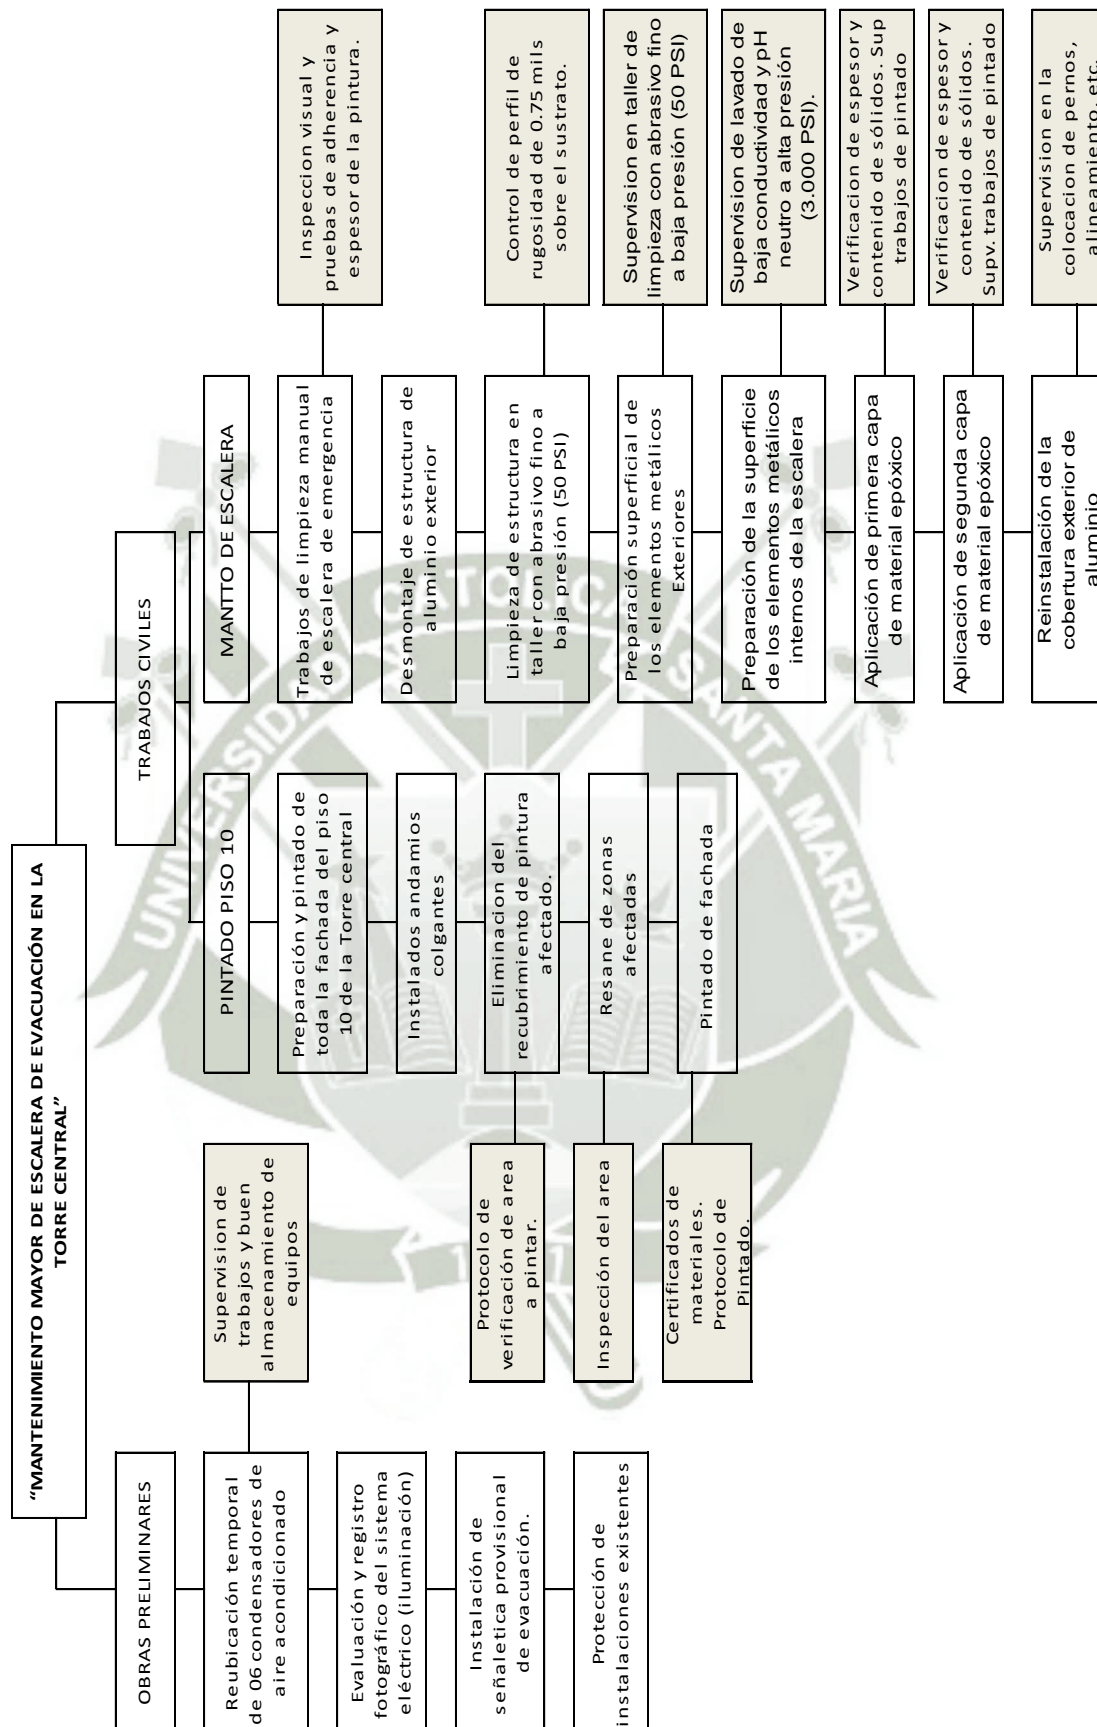 “MANTENIMIENTO MAYOR DE ESCALERA DE EVACUACIÓN EN LA
TORRE CENTRAL”
OBRAS PRELIMINARES
Reubicación temporal
de 06 condensadores de
aire acondicionado
Supervision de
trabajos y buen
almacenamiento de
equipos
Evaluación y registro
fotográfico del sistema
eléctrico (iluminación)
Instalación de
señaletica provisional
de evacuación.
Protección de
instalaciones existentes
TRABAJOS CIVILES
PINTADO PISO 10
Preparación y pintado de
toda la fachada del piso
10 de la Torre central
Instalados andamios
colgantes
Eliminacion del
recubrimiento de pintura
afectado.
Protocolo de
verificación de area
a pintar.
Resane de zonas
afectadas
Inspección del area
Pintado de fachada
Certificados de
materiales.
Protocolo de
Pintado.
MANTTO DE ESCALERA
Trabajos de limpieza manual
de escalera de emergencia
Inspeccion visual y
pruebas de adherencia y
espesor de la pintura.
Desmontaje de estructura de
aluminio exterior
Limpieza de estructura en
taller con abrasivo fino a
baja presión (50 PSI)
Control de perfil de
rugosidad de 0.75 mils
sobre el sustrato.
Preparación superficial de
los elementos metálicos
Exteriores
Supervision en taller de
limpieza con abrasivo fino
a baja presión (50 PSI)
Preparación de la superficie
de los elementos metálicos
internos de la escalera
Supervision de lavado de
baja conductividad y pH
neutro a alta presión
(3.000 PSI).
Aplicación de primera capa
de material epóxico
Verificacion de espesor y
contenido de sólidos. Sup
trabajos de pintado
Aplicación de segunda capa
de material epóxico
Verificacion de espesor y
contenido de sólidos.
Supv. trabajos de pintado
Reinstalación de la
cobertura exterior de
aluminio
Supervision en la
colocacion de pernos,
alineamiento, etc.
UNIVERSIDAD CATOLICA SANTA MARIA